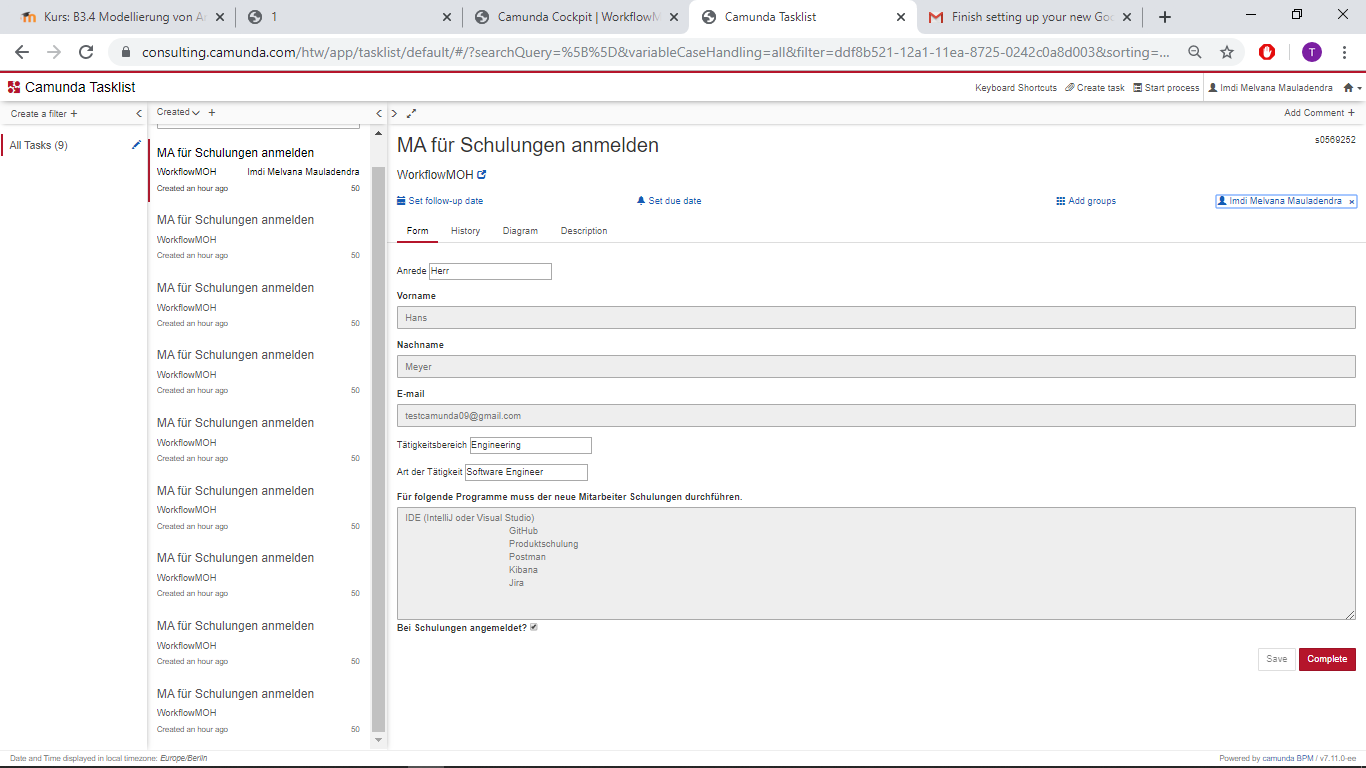 Kurs: B3.4 Modellierung von A
1
Camunda Cockpit | WorkflowM
Camunda Tasklist
Finish setting up your new Goo
consulting.camunda.com/htw/app/tasklist/default/#/?searchQuery=%5B%5D&variableCaseHandling=all&filter=ddf8b521-12a1-11ea-8725-0242c0a8d003&sorting=...
T
Camunda Tasklist
Keyboard Shortcuts
Create task
Start process
Imdi Melvana Mauladendra
Create a filter +
Created
Add Comment +
All Tasks (9)
MA für Schulungen anmelden
WorkflowMOH Imdi Melvana Mauladendra
Created an hour ago 50
MA für Schulungen anmelden
WorkflowMOH
Created an hour ago 50
MA für Schulungen anmelden
WorkflowMOH
Created an hour ago 50
MA für Schulungen anmelden
WorkflowMOH
Created an hour ago 50
MA für Schulungen anmelden
WorkflowMOH
Created an hour ago 50
MA für Schulungen anmelden
WorkflowMOH
Created an hour ago 50
MA für Schulungen anmelden
WorkflowMOH
Created an hour ago 50
MA für Schulungen anmelden
WorkflowMOH
Created an hour ago 50
MA für Schulungen anmelden
WorkflowMOH
Created an hour ago 50
MA für Schulungen anmelden
s0569252
WorkflowMOH
Set follow-up date
Set due date
Add groups
Imdi Melvana Mauladendra ×
Form
History
Diagram
Description
Anrede Herr
Vorname
Hans
Nachname
Meyer
E-mail
testcamunda09@gmail.com
Tätigkeitsbereich Engineering
Art der Tätigkeit Software Engineer
Für folgende Programme muss der neue Mitarbeiter Schulungen durchführen.
IDE (IntelliJ oder Visual Studio)
GitHub
Produktschulung
Postman
Kibana
Jira
Bei Schulungen angemeldet?
Save
Complete
Date and Time displayed in local timezone: Europe/Berlin
Powered by camunda BPM / v7.11.0-ee